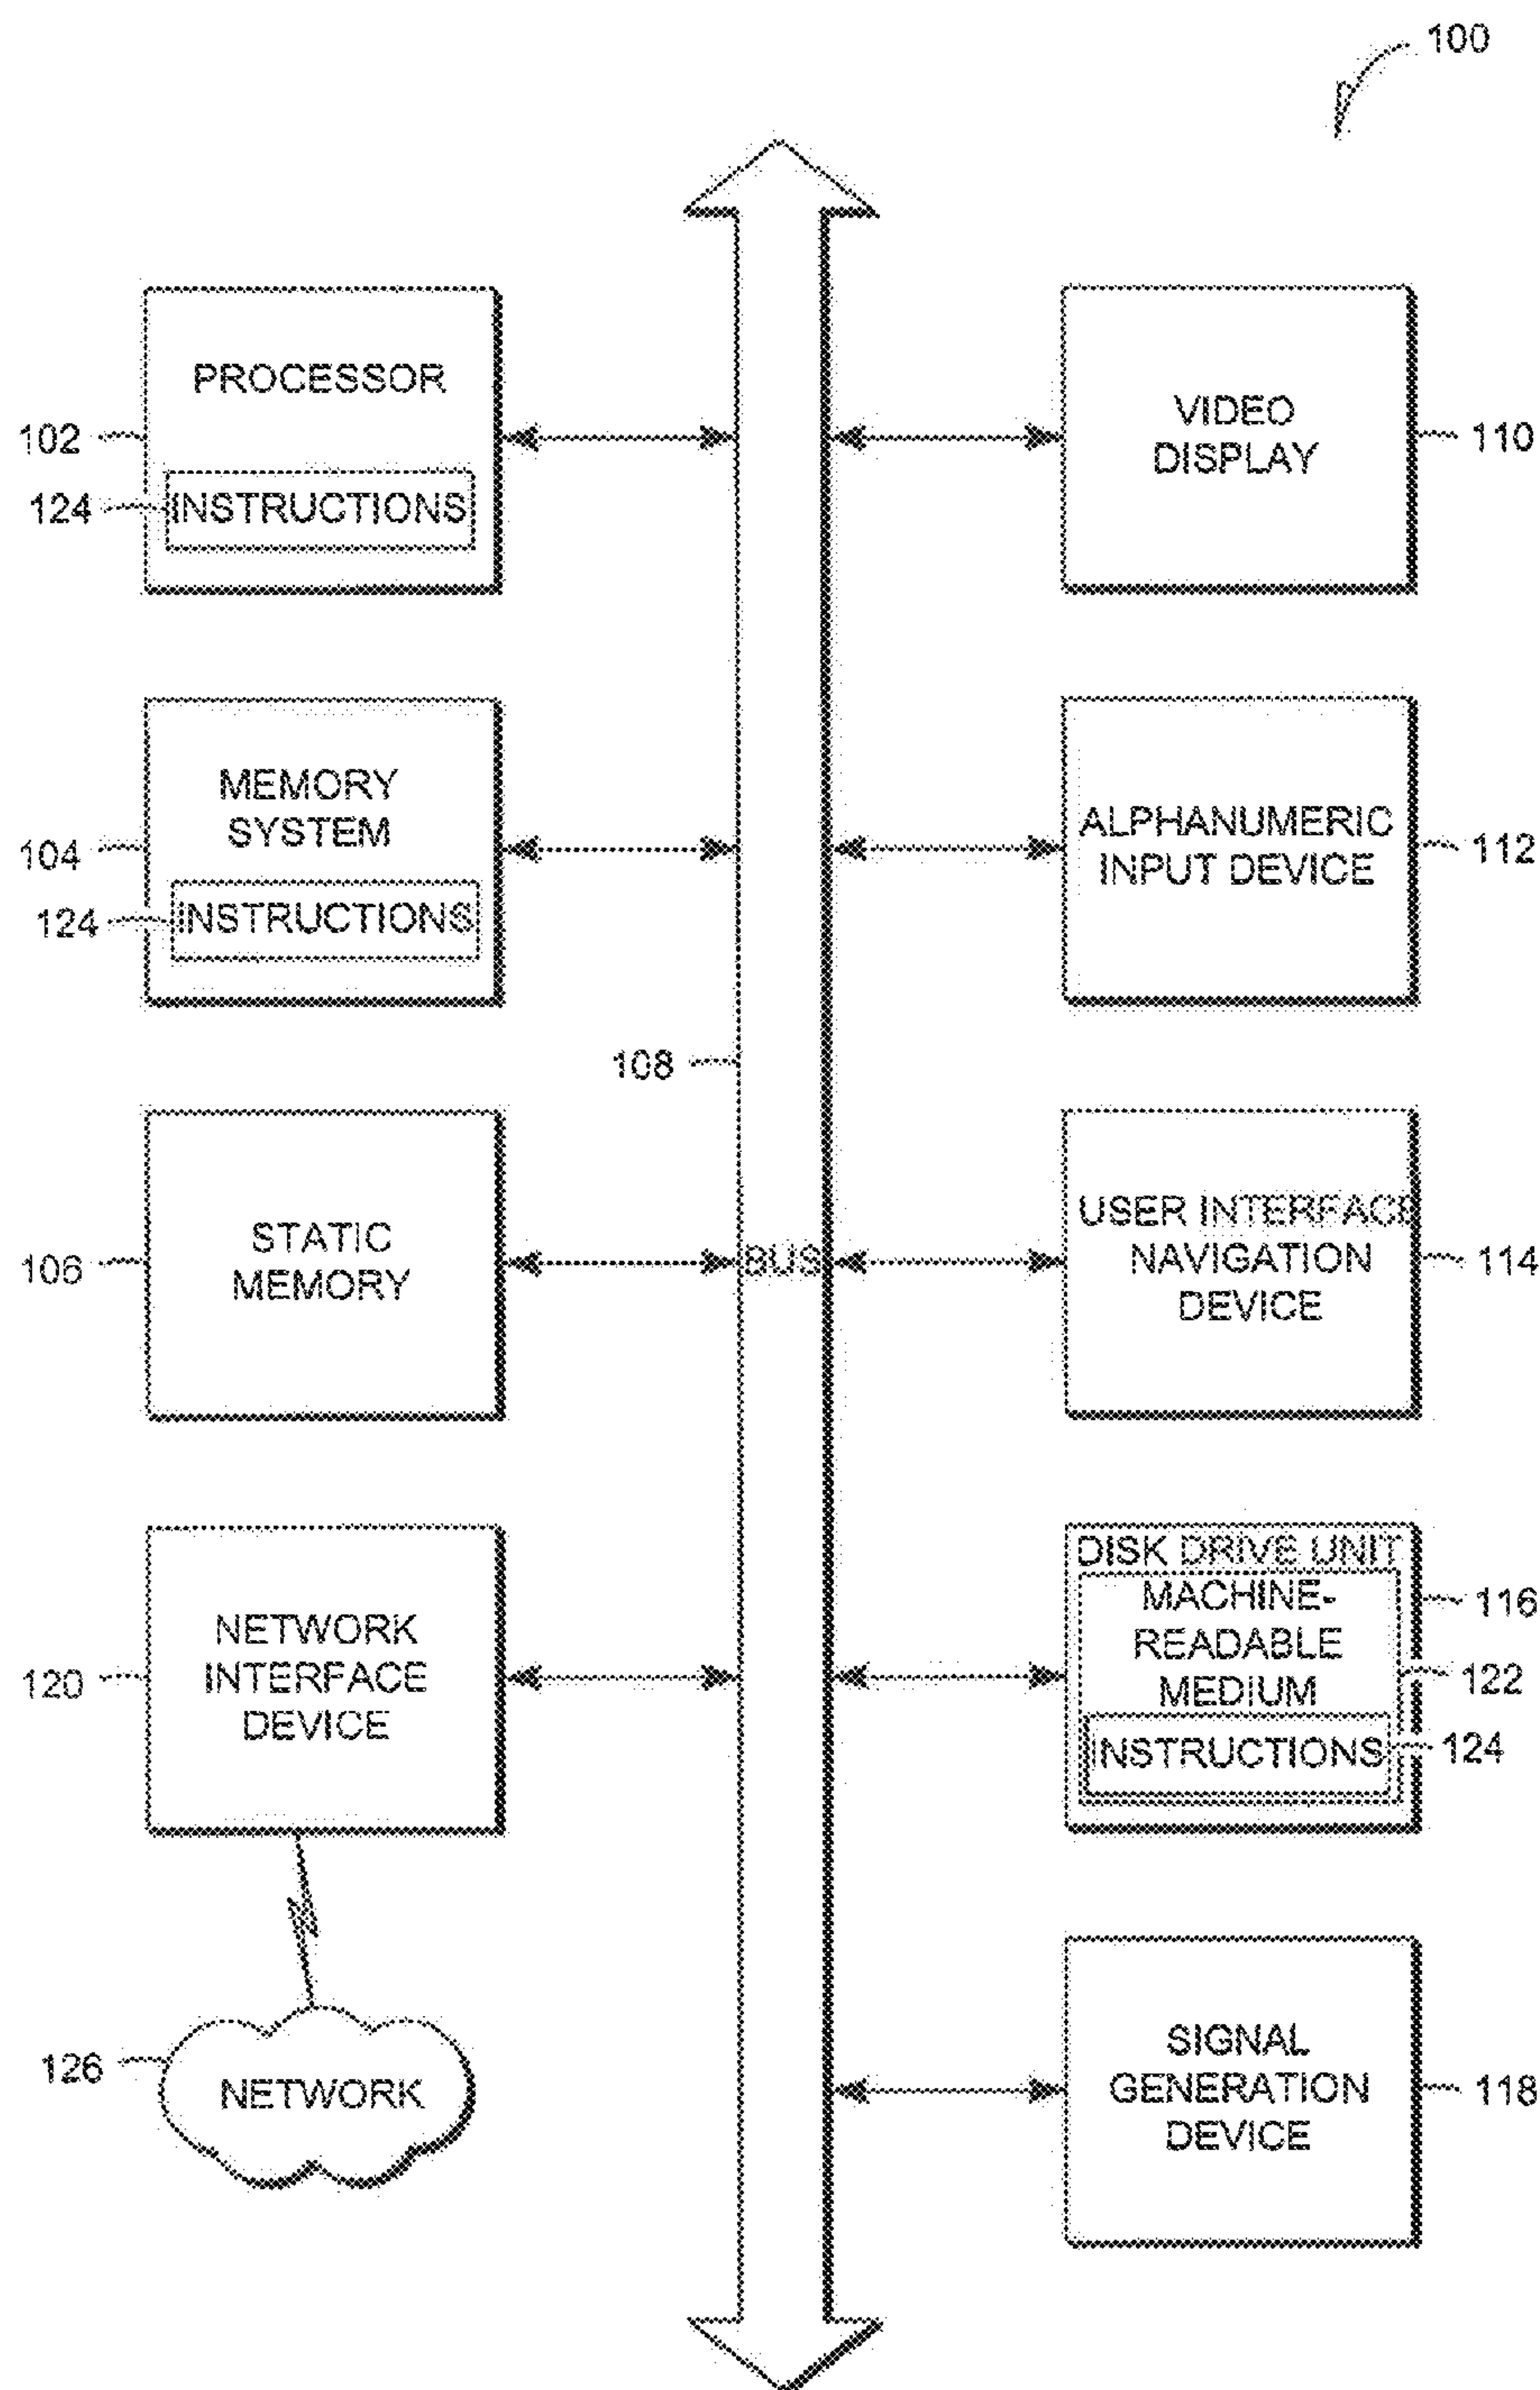 100
PROCESSOR
102
124
INSTRUCTIONS
VIDEO
DISPLAY
110
MEMORY
SYSTEM
104
124
INSTRUCTIONS
ALPHANUMERIC
INPUT DEVICE
112
108
STATIC
MEMORY
106
BUS
USER INTERFACE
NAVIGATION
DEVICE
114
NETWORK
INTERFACE
DEVICE
120
DISK DRIVE UNIT
MACHINE-
READABLE
MEDIUM
INSTRUCTIONS
116
122
124
126
NETWORK
SIGNAL
GENERATION
DEVICE
118